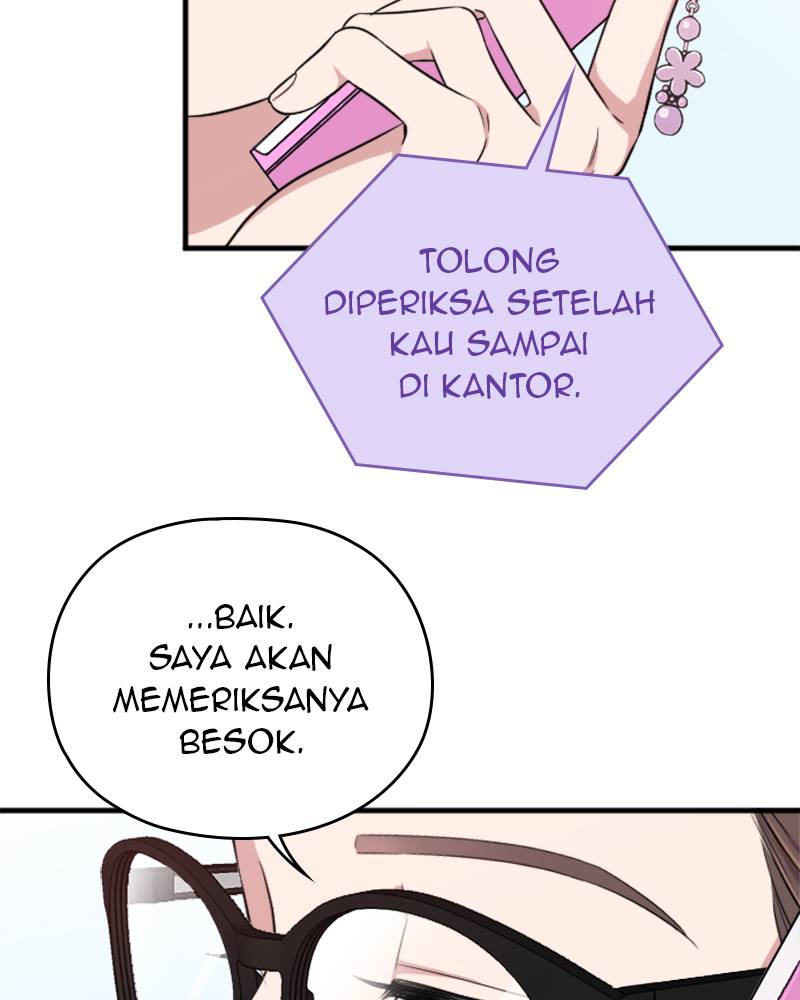 TOLONG
DIPERIKSA SETELAH
KAU SAMPAI
DI KANTOR.
...BAIK.
SAYA AKAN
MEMERIKSANYA
BESOK.